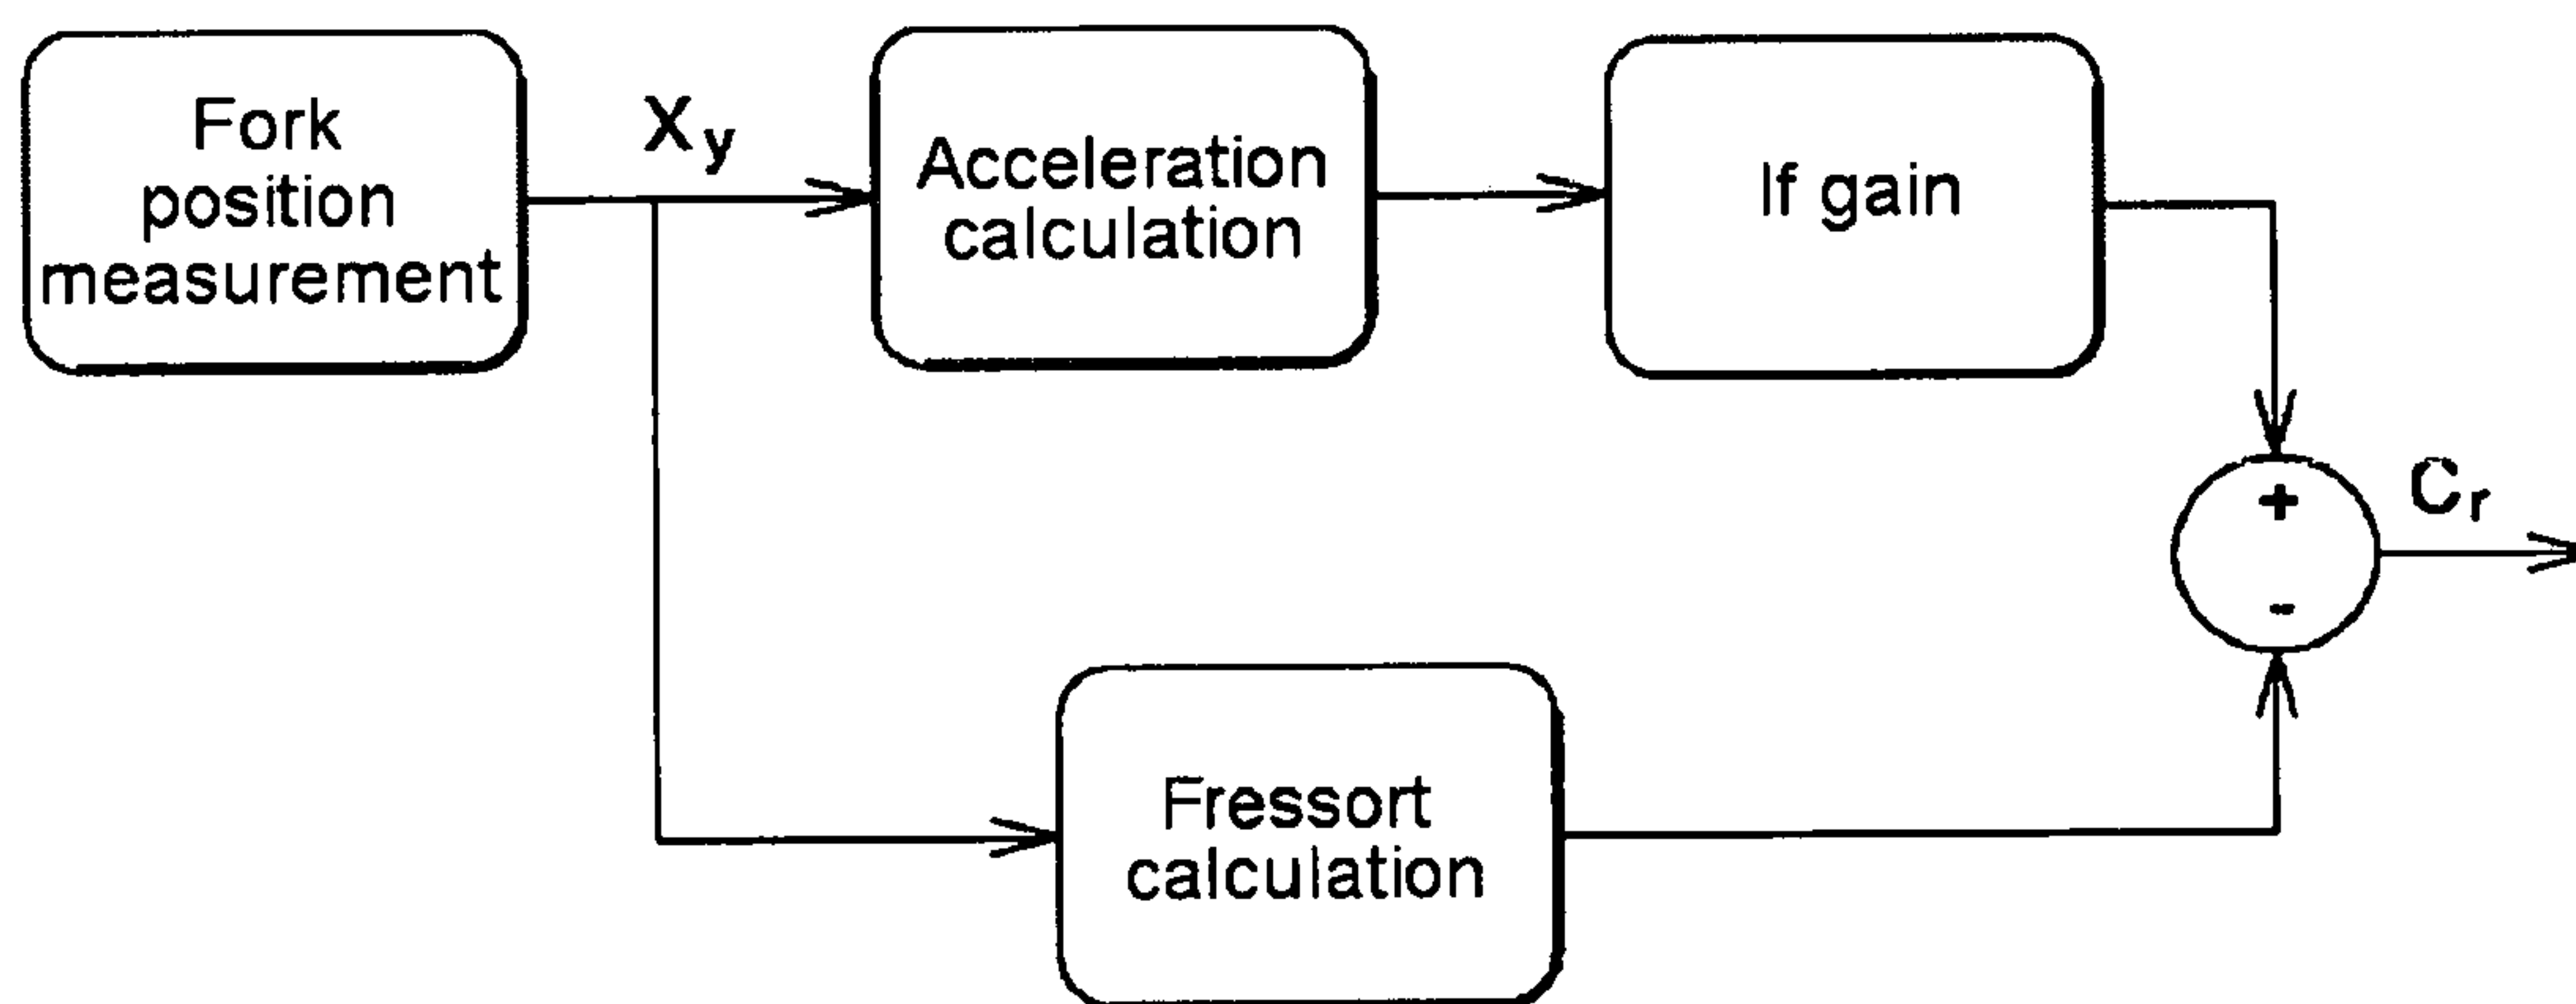 Fork
position
measurement
Xy
Acceleration
calculation
If gain
+
-
Cr
Fressort
calculation